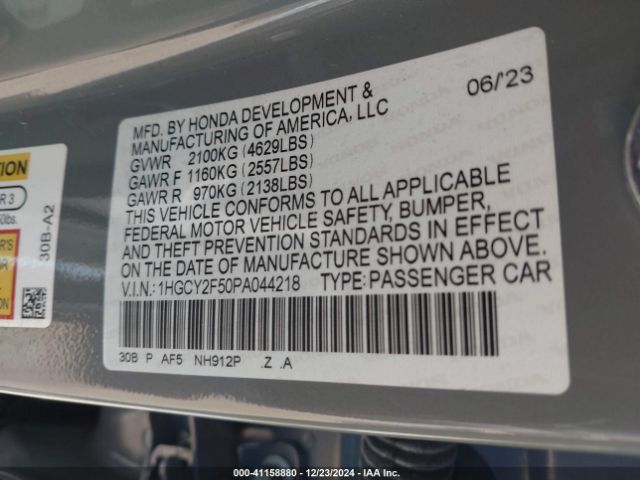 06/'23
MFD. BY HONDA DEVELOPMENT &
MANUFACTURING OF AMERICA, LLC
GVWR 2100KG (4629LBS)
GAWR F 1160KG (2557LBS)
GAWR R 970KG (2138LBS)
THIS VEHICLE CONFORMS TO ALL APPLICABLE
FEDERAL MOTOR VEHICLE SAFETY, BUMPER,
AND THEFT PREVENTION STANDARDS IN EFFECT
ON THE DATE OF MANUFACTURE SHOWN ABOVE.
V.I.N.: 1HGCY2F50PA044218 TYPE: PASSENGER CAR
30B P AF5 NH912P .Z .A
30B-A2
000-41158880 | 12/23/2024 | IAA Inc.